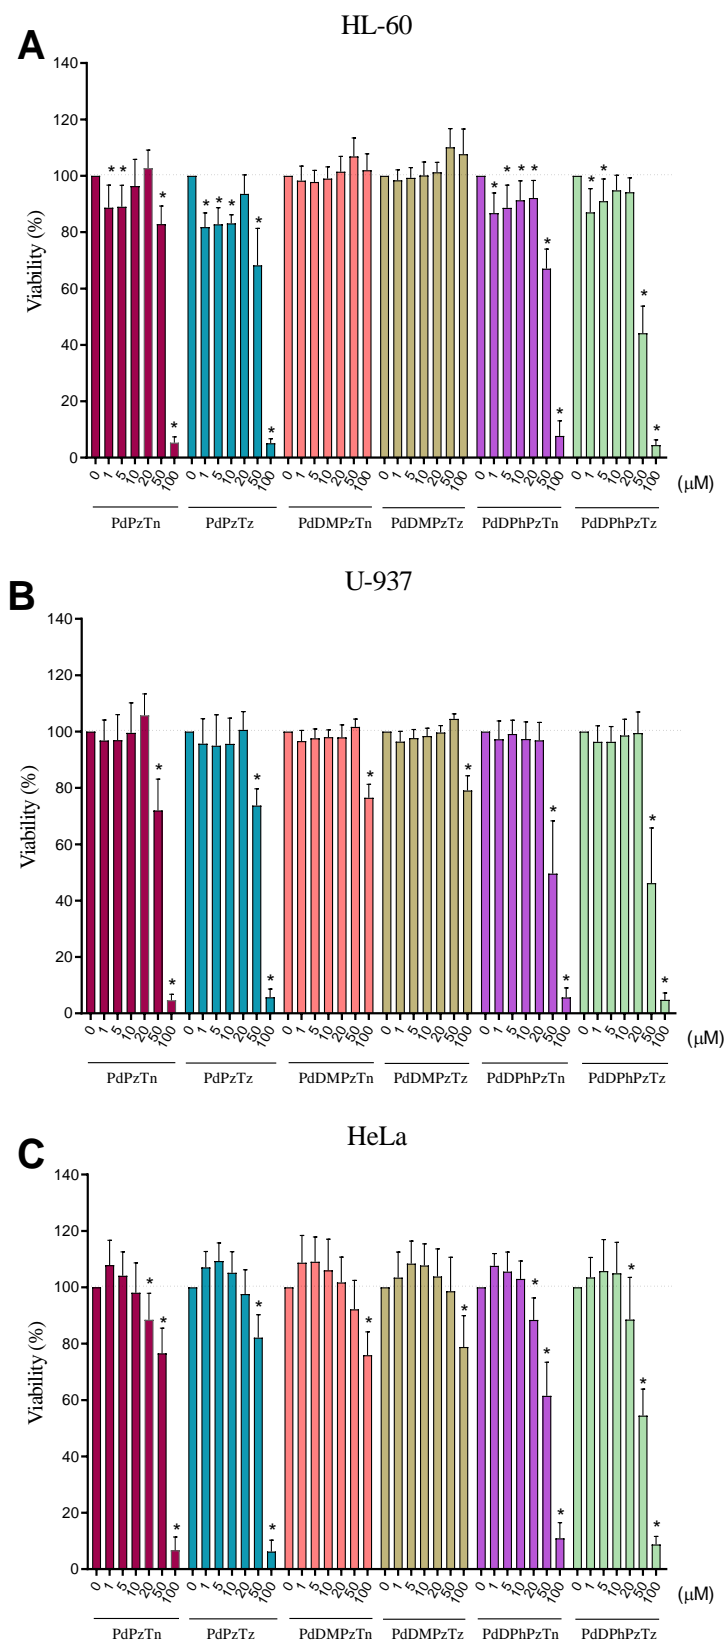 A
HL-60
140
120
100
80
60
40
20
0
Viability (%)
* * * * * * * * * * * * * * * * * * *
0 1 5 10 20 50 100 0 1 5 10 20 50 100 0 1 5 10 20 50 100 0 1 5 10 20 50 100 0 1 5 10 20 50 100 0 1 5 10 20 50 100
(µM)
PdPzTn PdPzTz PdDMPzTn PdDMPzTz PdDPhPzTn PdDPhPzTz
B
U-937
140
120
100
80
60
40
20
0
Viability (%)
* * * * * * * * * *
0 1 5 10 20 50 100 0 1 5 10 20 50 100 0 1 5 10 20 50 100 0 1 5 10 20 50 100 0 1 5 10 20 50 100 0 1 5 10 20 50 100
(µM)
PdPzTn PdPzTz PdDMPzTn PdDMPzTz PdDPhPzTn PdDPhPzTz
C
HeLa
140
120
100
80
60
40
20
0
Viability (%)
* * * * * * * * * * * * *
0 1 5 10 20 50 100 0 1 5 10 20 50 100 0 1 5 10 20 50 100 0 1 5 10 20 50 100 0 1 5 10 20 50 100 0 1 5 10 20 50 100
(µM)
PdPzTn PdPzTz PdDMPzTn PdDMPzTz PdDPhPzTn PdDPhPzTz